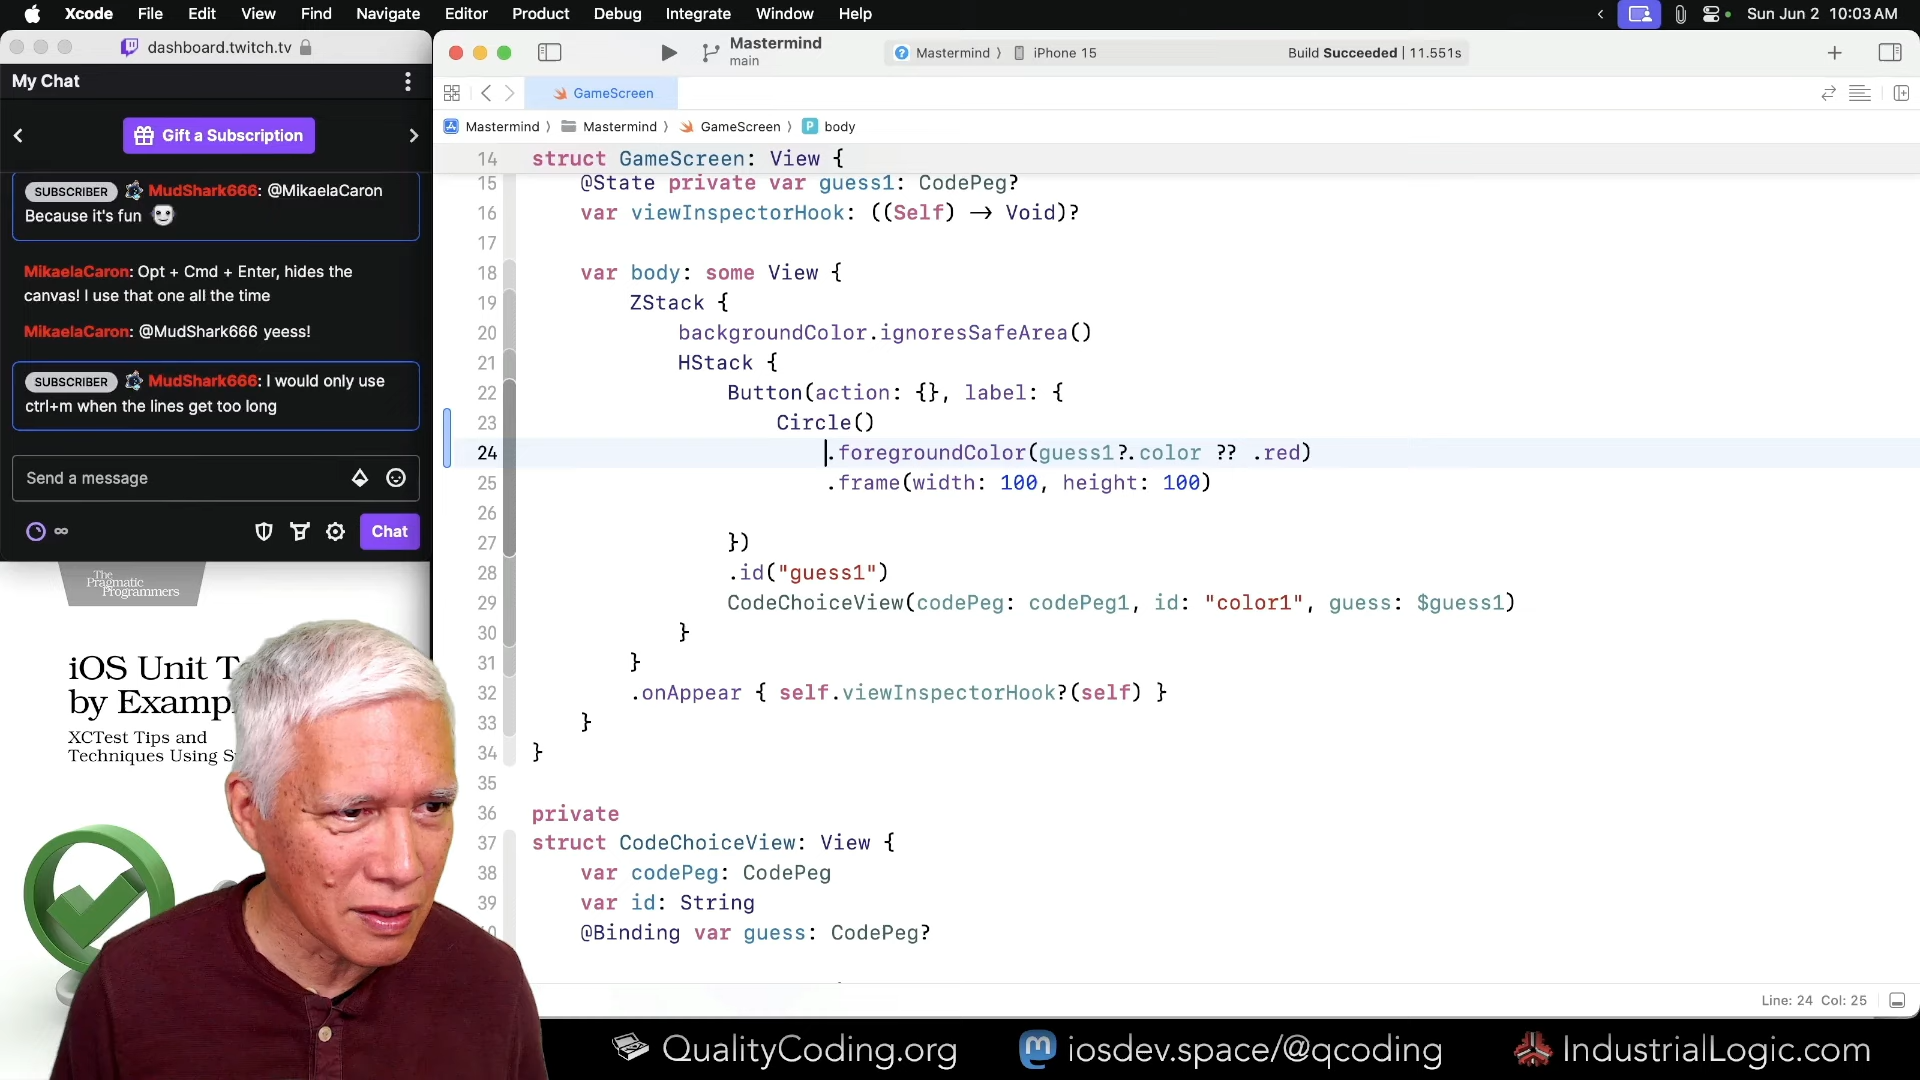 Xcode File Edit View Find Navigate Editor Product Debug Integrate Window Help
Sun Jun 2 10:03 AM
dashboard.twitch.tv
My Chat
Gift a Subscription
SUBSCRIBER MudShark666: @MikaelaCaron
Because it's fun
MikaelaCaron: Opt + Cmd + Enter, hides the
canvas! I use that one all the time
MikaelaCaron: @MudShark666 yeess!
SUBSCRIBER MudShark666: I would only use
ctrl+m when the lines get too long
Send a message
∞
Chat
The
Pragmatic
Programmers
iOS Unit
by
XCTest Tips and
Techniques Using
Mastermind
main
Mastermind 〉 iPhone 15
Build Succeeded | 11.551s
GameScreen
Mastermind 〉 Mastermind 〉 GameScreen 〉 P body
14 struct GameScreen: View {
15 @State private var guess1: CodePeg?
16 var viewInspectorHook: ((Self) -> Void)?
17
18 var body: some View {
19 ZStack {
20 backgroundColor.ignoresSafeArea()
21 HStack {
22 Button(action: {}, label: {
23 Circle()
24 .foregroundColor(guess1?.color ?? .red)
25 .frame(width: 100, height: 100)
26
27 })
28 .id("guess1")
29 CodeChoiceView(codePeg: codePeg1, id: "color1", guess: $guess1)
30 }
31 }
32 .onAppear { self.viewInspectorHook?(self) }
33 }
34 }
35
36 private
37 struct CodeChoiceView: View {
38 var codePeg: CodePeg
39 var id: String
@Binding var guess: CodePeg?
Line: 24 Col: 25
QualityCoding.org
iosdev.space/@qcoding
IndustrialLogic.com